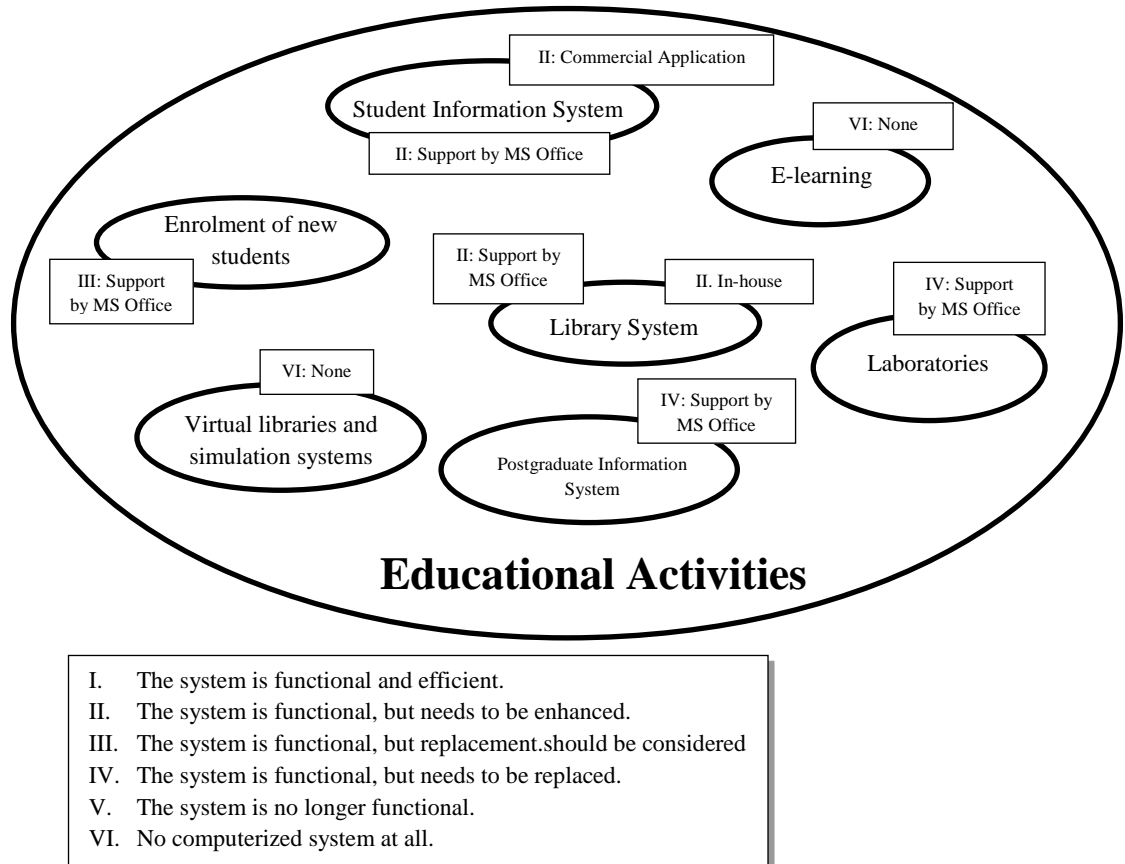 II: Commercial Application
Student Information System
II: Support by MS Office
VI: None
E-learning
Enrolment of new
students
III: Support
by MS Office
II: Support by
MS Office
II. In-house
Library System
IV: Support
by MS Office
Laboratories
VI: None
Virtual libraries and
simulation systems
IV: Support by
MS Office
Postgraduate Information
System
Educational Activities
I. The system is functional and efficient.
II. The system is functional, but needs to be enhanced.
III. The system is functional, but replacement.should be considered
IV. The system is functional, but needs to be replaced.
V. The system is no longer functional.
VI. No computerized system at all.